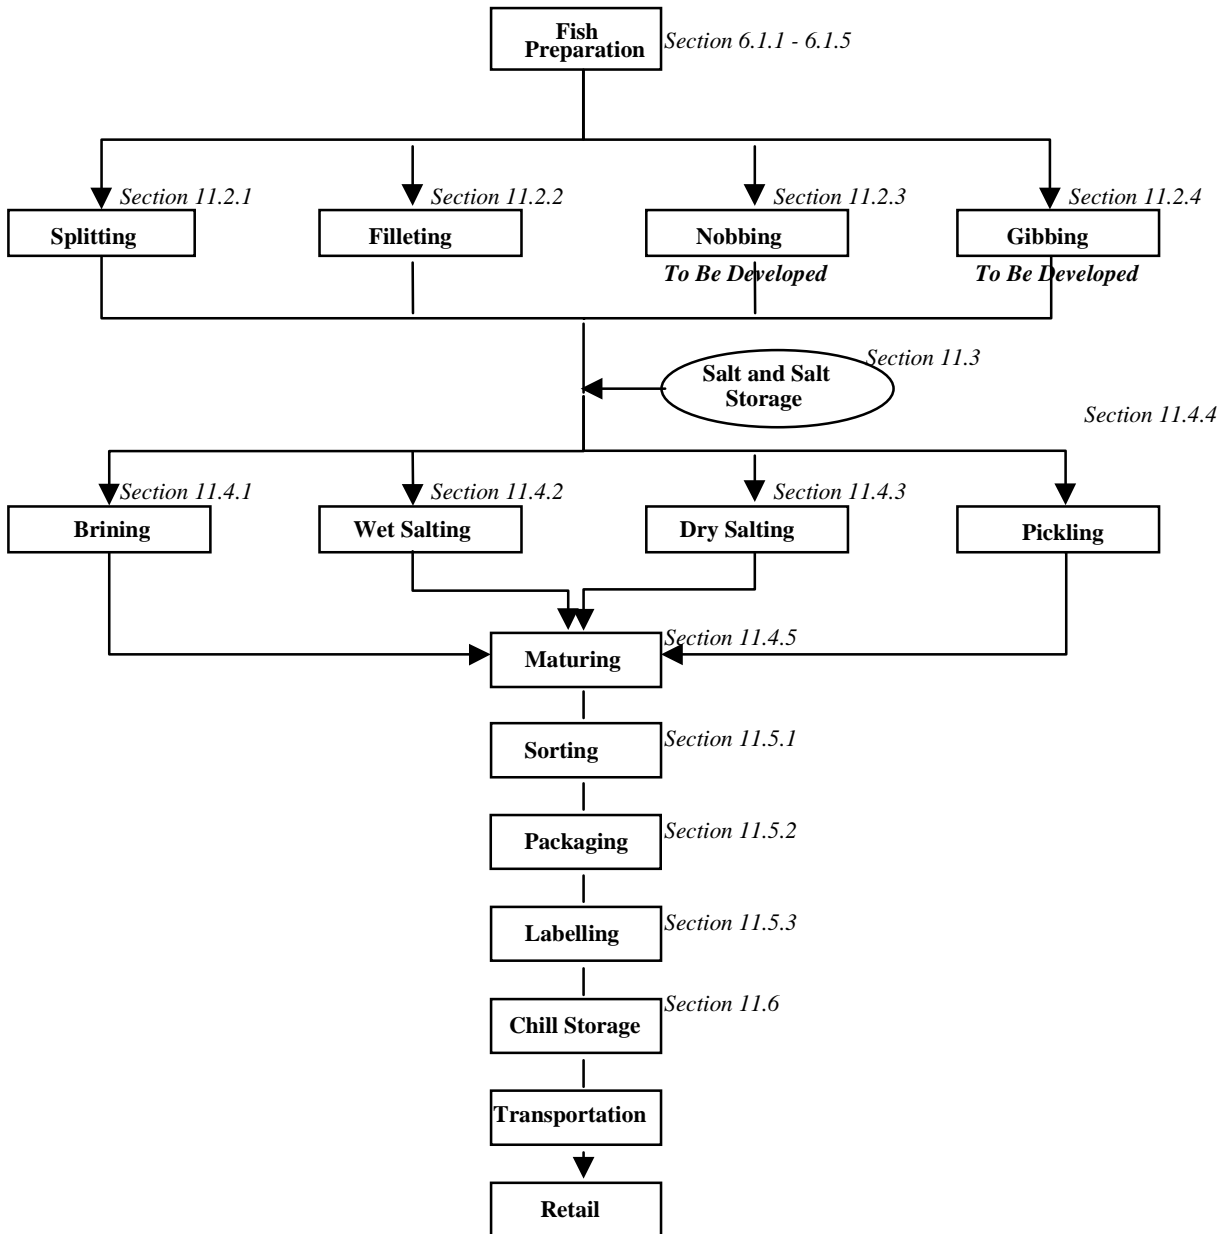 Fish
Preparation
Section 6.1.1 - 6.1.5
Section 11.2.1
Section 11.2.2
Section 11.2.3
Section 11.2.4
Splitting
Filleting
Nobbing
Gibbing
To Be Developed
To Be Developed
Section 11.3
Salt and Salt
Storage
Section 11.4.4
Section 11.4.1
Section 11.4.2
Section 11.4.3
Brining
Wet Salting
Dry Salting
Pickling
Section 11.4.5
Maturing
Section 11.5.1
Sorting
Section 11.5.2
Packaging
Section 11.5.3
Labelling
Section 11.6
Chill Storage
Transportation
Retail